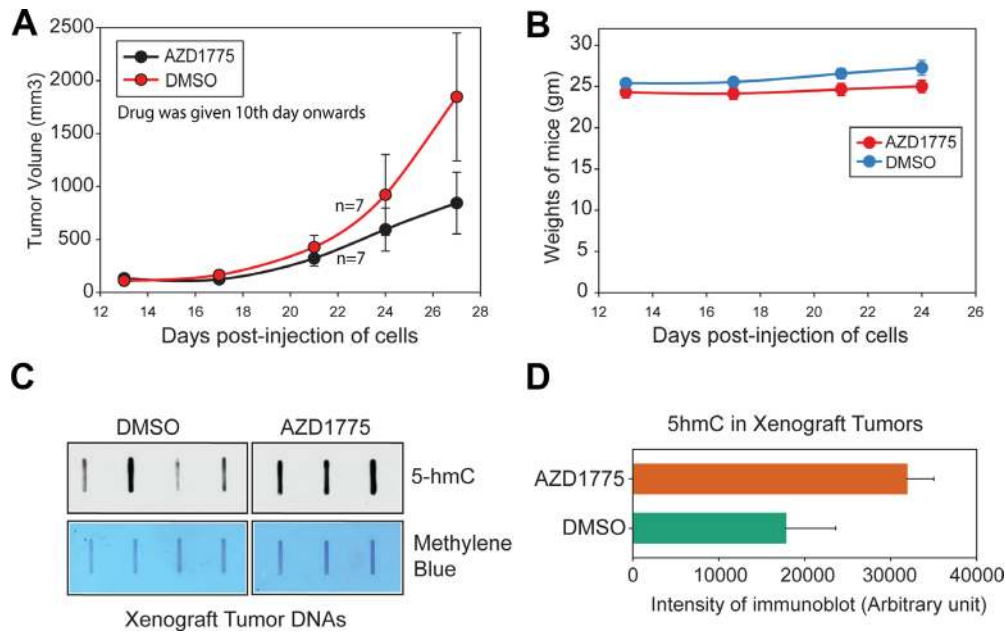 A
2500
2000
1500
1000
500
0
Tumor Volume (mm3)
AZD1775
DMSO
Drug was given 10th day onwards
n=7
n=7
12 14 16 18 20 22 24 26 28
Days post-injection of cells
B
30
25
20
15
10
5
0
Weights of mice (gm)
AZD1775
DMSO
12 14 16 18 20 22 24 26
Days post-injection of cells
C
DMSO AZD1775
5-hmC
Methylene
Blue
Xenograft Tumor DNAs
D
5hmC in Xenograft Tumors
AZD1775
DMSO
0 10000 20000 30000 40000
Intensity of immunoblot (Arbitrary unit)